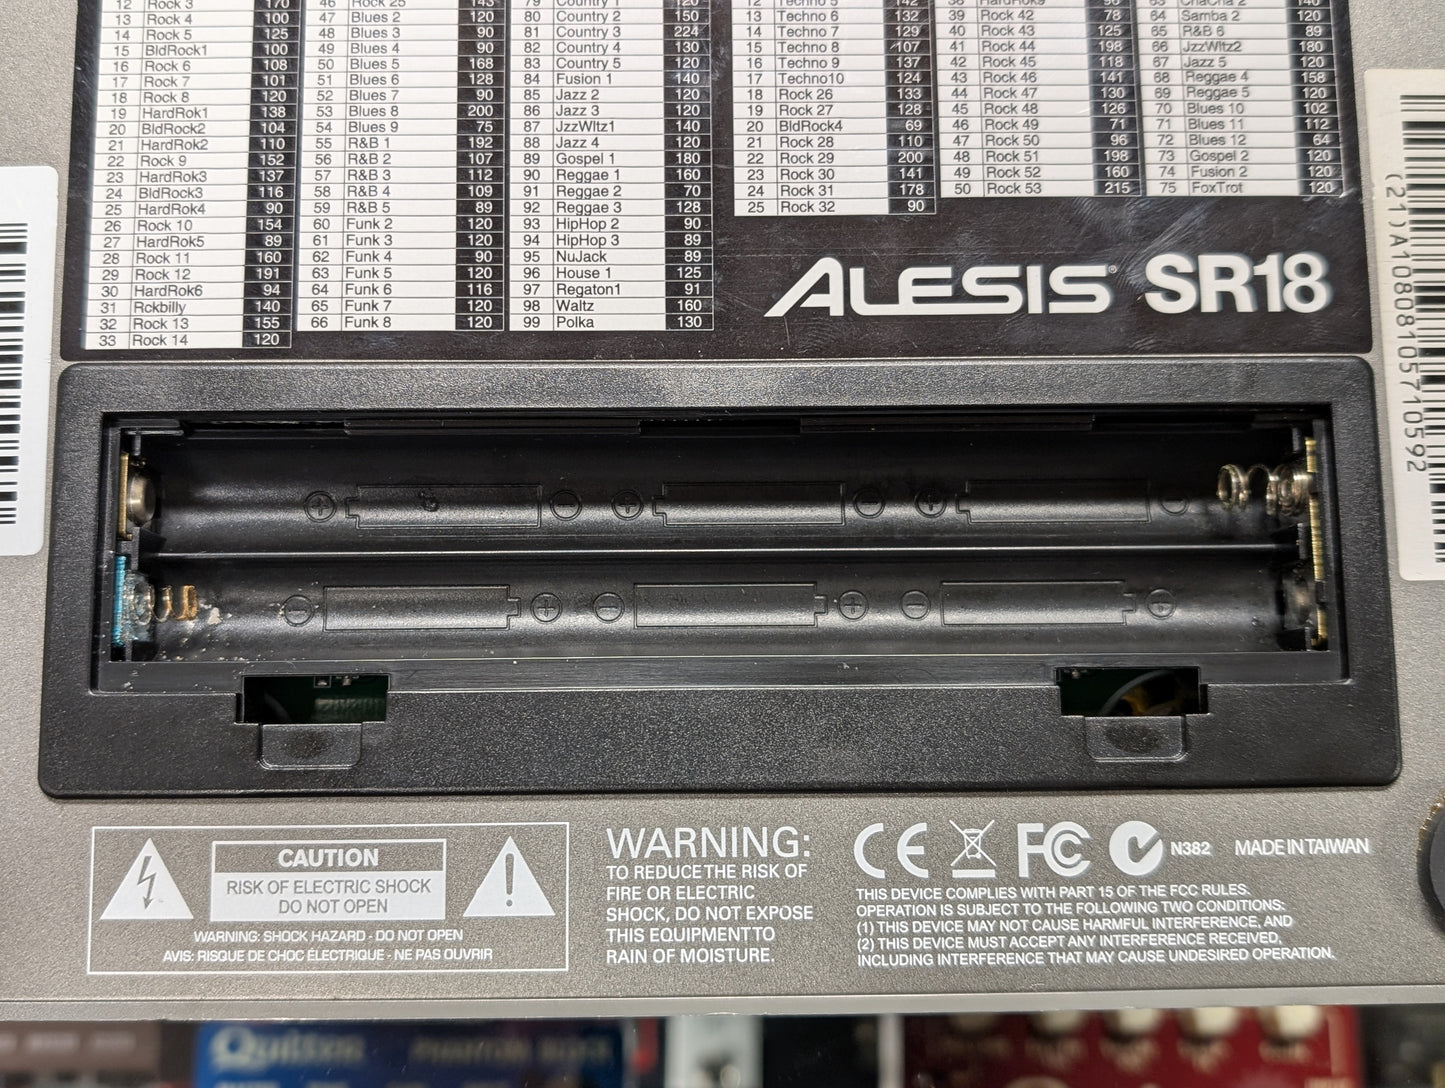 12 Rock 3 170
13 Rock 4 100
14 Rock 5 125
15 BldRock1 100
16 Rock 6 108
17 Rock 7 101
18 Rock 8 120
19 HardRok1 138
20 BldRock2 104
21 HardRok2 110
22 Rock 9 152
23 HardRok3 137
24 BldRock3 116
25 HardRok4 90
26 Rock 10 154
27 HardRok5 89
28 Rock 11 160
29 Rock 12 191
30 HardRok6 94
31 Rckbilly 140
32 Rock 13 155
33 Rock 14 120
46 Rock 25 143
47 Blues 2 120
48 Blues 3 90
49 Blues 4 90
50 Blues 5 168
51 Blues 6 128
52 Blues 7 90
53 Blues 8 200
54 Blues 9 75
55 R&B 1 192
56 R&B 2 107
57 R&B 3 112
58 R&B 4 109
59 R&B 5 89
60 Funk 2 120
61 Funk 3 120
62 Funk 4 90
63 Funk 5 120
64 Funk 6 116
65 Funk 7 120
66 Funk 8 120
79 Country 1 120
80 Country 2 150
81 Country 3 224
82 Country 4 130
83 Country 5 120
84 Fusion 1 140
85 Jazz 2 120
86 Jazz 3 120
87 JzzWltz1 140
88 Jazz 4 120
89 Gospel 1 180
90 Reggae 1 160
91 Reggae 2 70
92 Reggae 3 128
93 HipHop 2 90
94 HipHop 3 89
95 NuJack 89
96 House 1 125
97 Regaton1 91
98 Waltz 160
99 Polka 130
12 Techno 5 142
13 Techno 6 132
14 Techno 7 129
15 Techno 8 107
16 Techno 9 137
17 Techno10 124
18 Rock 26 133
19 Rock 27 128
20 BldRock4 69
21 Rock 28 110
22 Rock 29 200
23 Rock 30 141
24 Rock 31 178
25 Rock 32 90
38 HardRok9 96
39 Rock 42 78
40 Rock 43 125
41 Rock 44 198
42 Rock 45 118
43 Rock 46 141
44 Rock 47 130
45 Rock 48 126
46 Rock 49 71
47 Rock 50 96
48 Rock 51 198
49 Rock 52 160
50 Rock 53 215
63 ChaCha 2 140
64 Samba 2 120
65 R&B 6 89
66 JzzWltz2 180
67 Jazz 5 120
68 Reggae 4 158
69 Reggae 5 120
70 Blues 10 102
71 Blues 11 112
72 Blues 12 64
73 Gospel 2 120
74 Fusion 2 120
75 FoxTrot 120
ALESIS® SR18
(21)A10808105710592
CAUTION
RISK OF ELECTRIC SHOCK
DO NOT OPEN
WARNING: SHOCK HAZARD - DO NOT OPEN
AVIS: RISQUE DE CHOC ÉLECTRIQUE - NE PAS OUVRIR
WARNING:
TO REDUCE THE RISK OF
FIRE OR ELECTRIC
SHOCK, DO NOT EXPOSE
THIS EQUIPMENT TO
RAIN OF MOISTURE.
CE FC N382 MADE IN TAIWAN
THIS DEVICE COMPLIES WITH PART 15 OF THE FCC RULES.
OPERATION IS SUBJECT TO THE FOLLOWING TWO CONDITIONS:
(1) THIS DEVICE MAY NOT CAUSE HARMFUL INTERFERENCE, AND
(2) THIS DEVICE MUST ACCEPT ANY INTERFERENCE RECEIVED,
INCLUDING INTERFERENCE THAT MAY CAUSE UNDESIRED OPERATION.
Quilter